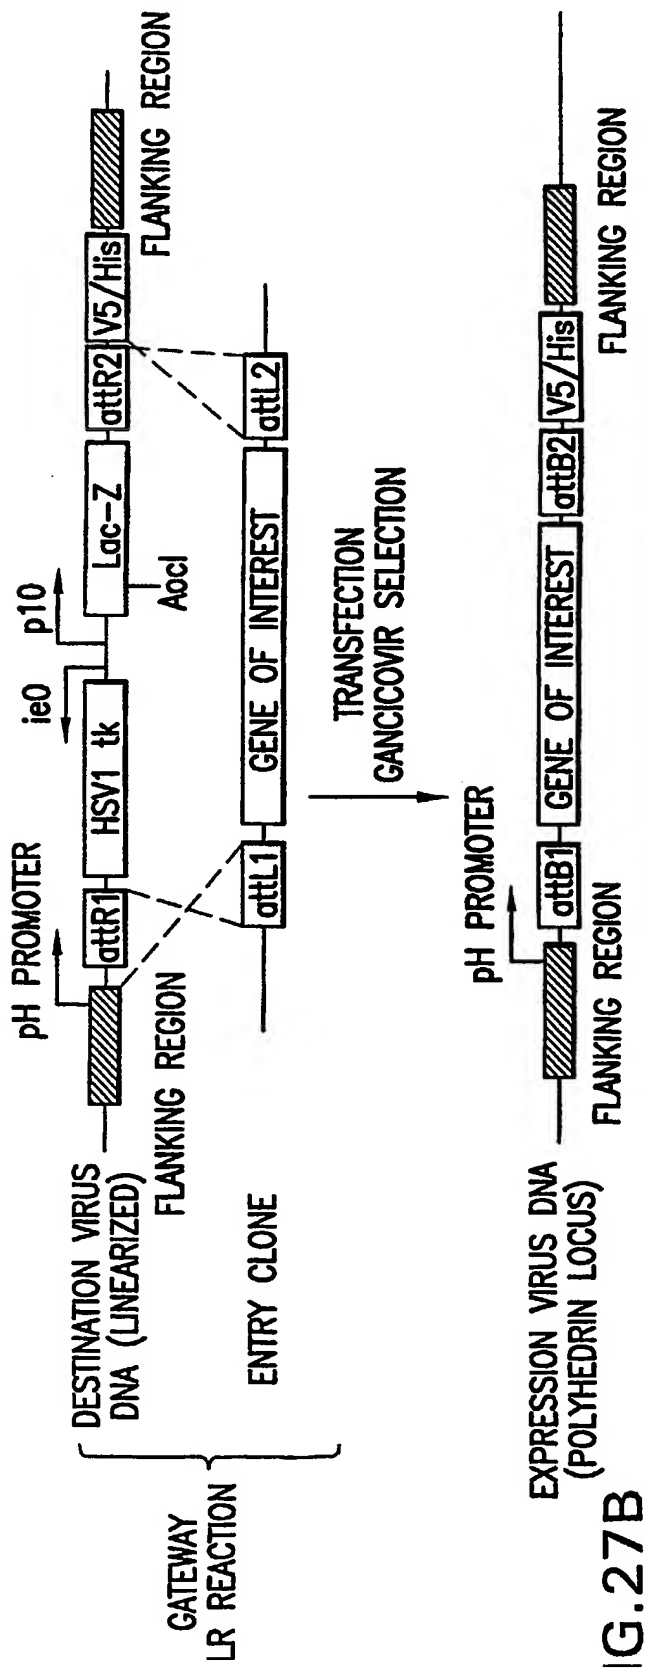 GATEWAY
LR REACTION
DESTINATION VIRUS
DNA (LINEARIZED)
pH PROMOTER
ie0
p10
attR1
HSV1 tk
Lac-Z
attR2
V5/His
AocI
FLANKING REGION
FLANKING REGION
ENTRY CLONE
attL1
GENE OF INTEREST
attL2
TRANSFECTION
GANCICOVIR SELECTION
pH PROMOTER
EXPRESSION VIRUS DNA
(POLYHEDRIN LOCUS)
attB1
GENE OF INTEREST
attB2
V5/His
FLANKING REGION
FLANKING REGION
IG.27B